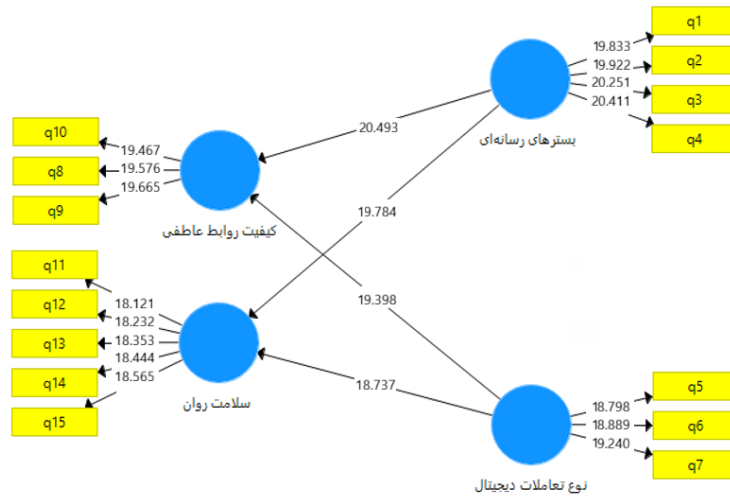 q1
19.833
q2
19.922
q3
20.251
20.411
q4
بسترهای رسانه‌ای
20.493
q10
19.467
q8
19.576
q9
19.665
کیفیت روابط عاطفی
19.784
q11
18.121
q12
18.232
q13
18.353
q14
18.444
q15
18.565
سلامت روان
19.398
18.737
q5
18.798
q6
18.889
q7
19.240
نوع تعاملات دیجیتال